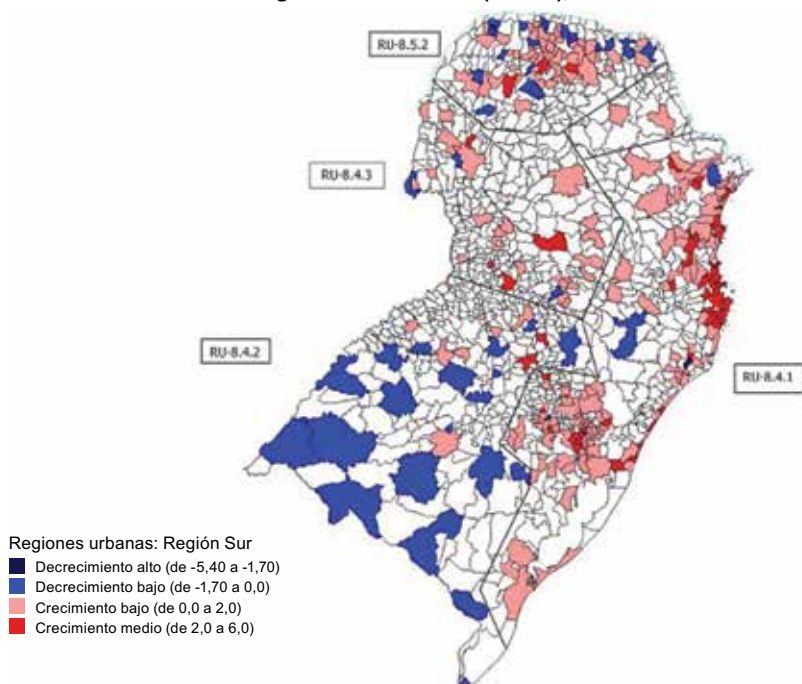 RU-8.5.2
RU-8.4.3
RU-8.4.2
RU-8.4.1
Regiones urbanas: Región Sur
Decrecimiento alto (de -5,40 a -1,70)
Decrecimiento bajo (de -1,70 a 0,0)
Crecimiento bajo (de 0,0 a 2,0)
Crecimiento medio (de 2,0 a 6,0)